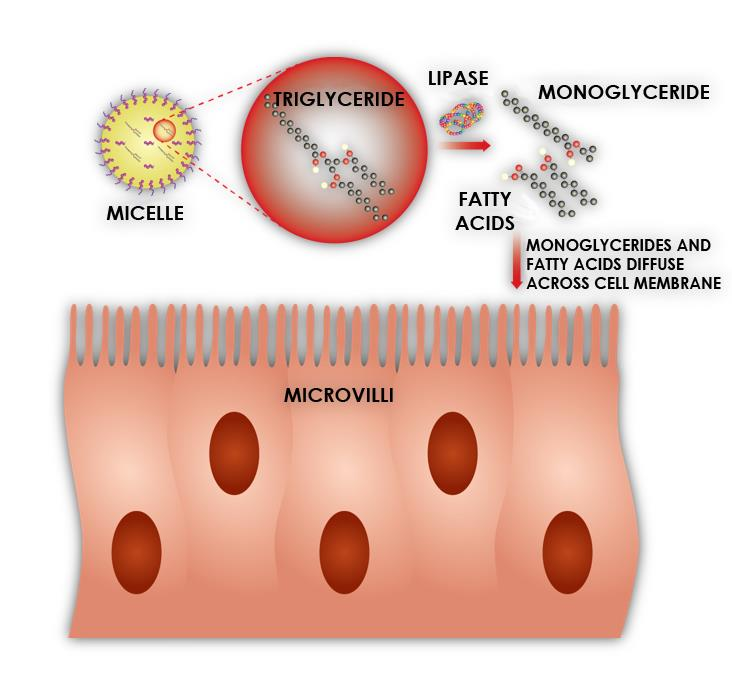 LIPASE
TRIGLYCERIDE
MONOGLYCERIDE
MICELLE
FATTY
ACIDS
MONOGLYCERIDES AND
FATTY ACIDS DIFFUSE
ACROSS CELL MEMBRANE
MICROVILLI